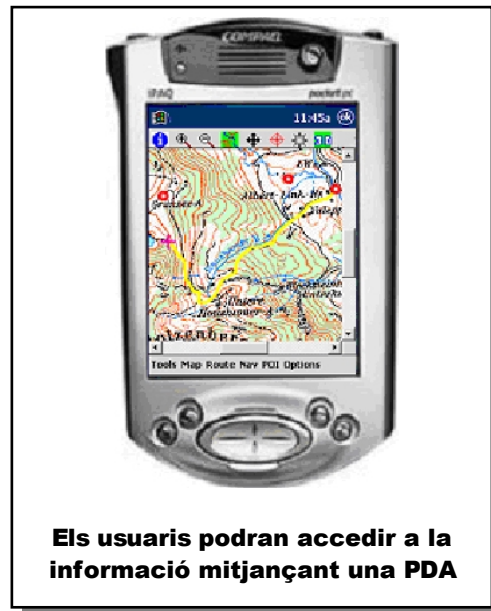 COMPAQ
iPAQ
pocket pc
11:45a ok
3D
Tools Map Route Nav POI Options
Els usuaris podran accedir a la
informació mitjançant una PDA